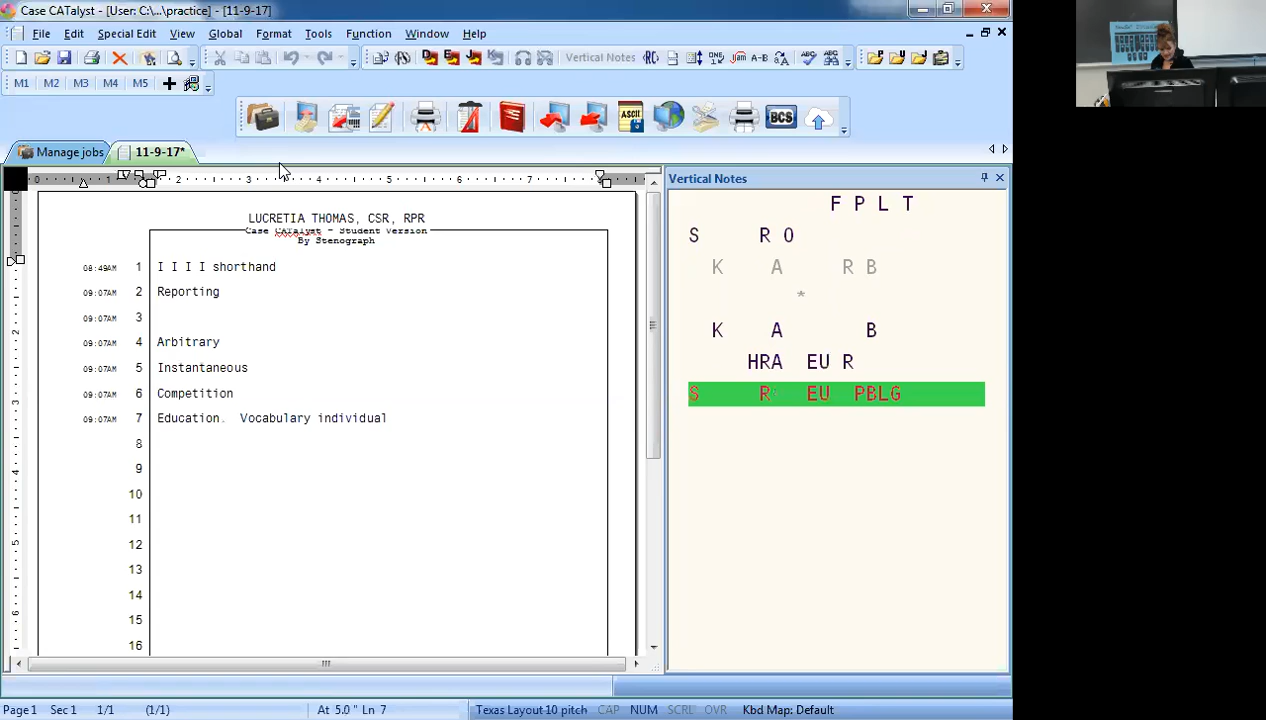 Case CATalyst - [User: C:\...\practice] - [11-9-17]
File Edit Special Edit View Global Format Tools Function Window Help
Vertical Notes
M1 M2 M3 M4 M5
ASCII BCS
Manage jobs 11-9-17*
Vertical Notes
LUCRETIA THOMAS, CSR, RPR
Case CATalyst - Student Version
By Stenograph
08:49AM 1 I I I I shorthand
09:07AM 2 Reporting
09:07AM 3
09:07AM 4 Arbitrary
09:07AM 5 Instantaneous
09:07AM 6 Competition
09:07AM 7 Education. Vocabulary individual
8
9
10
11
12
13
14
15
16
F P L T
S R O
K A R B
*
K A B
HRA EU R
S R EU PBLG
Page 1 Sec 1 1/1 (1/1) At 5.0" Ln 7 Texas Layout 10 pitch CAP NUM SCRL OVR Kbd Map: Default